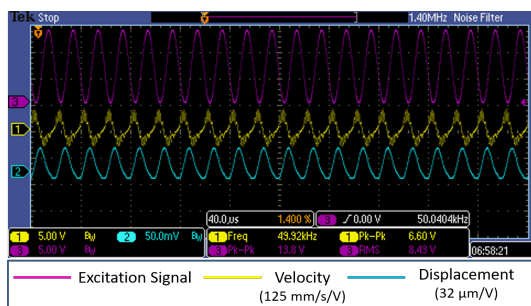 Tek Stop 1.40MHz Noise Filter
3
1
2
40.0µs 1.400 % 3 0.00 V 50.0404kHz
1 5.00 V BW 2 50.0mV BW 1 Freq 49.92kHz 1 Pk-Pk 6.60 V
3 5.00 V BW 3 Pk-Pk 13.8 V 3 RMS 8.43 V 06:58:21
Excitation Signal Velocity Displacement
(125 mm/s/V) (32 µm/V)